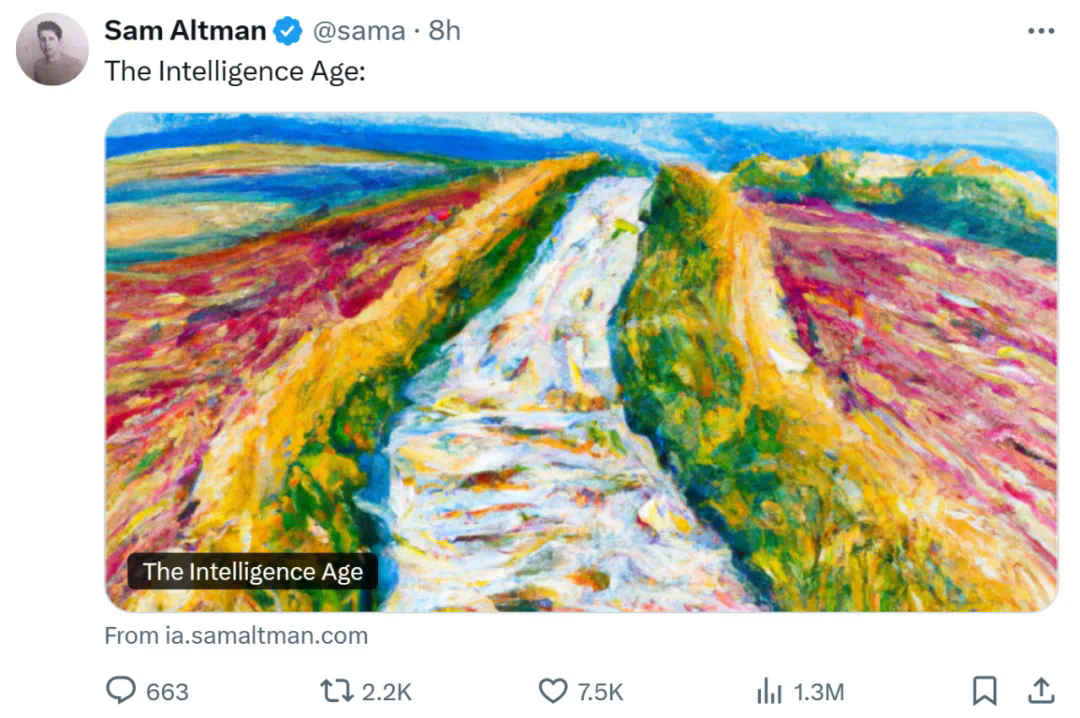 Sam Altman @sama · 8h
The Intelligence Age:
The Intelligence Age
From ia.samaltman.com
663 2.2K 7.5K 1.3M